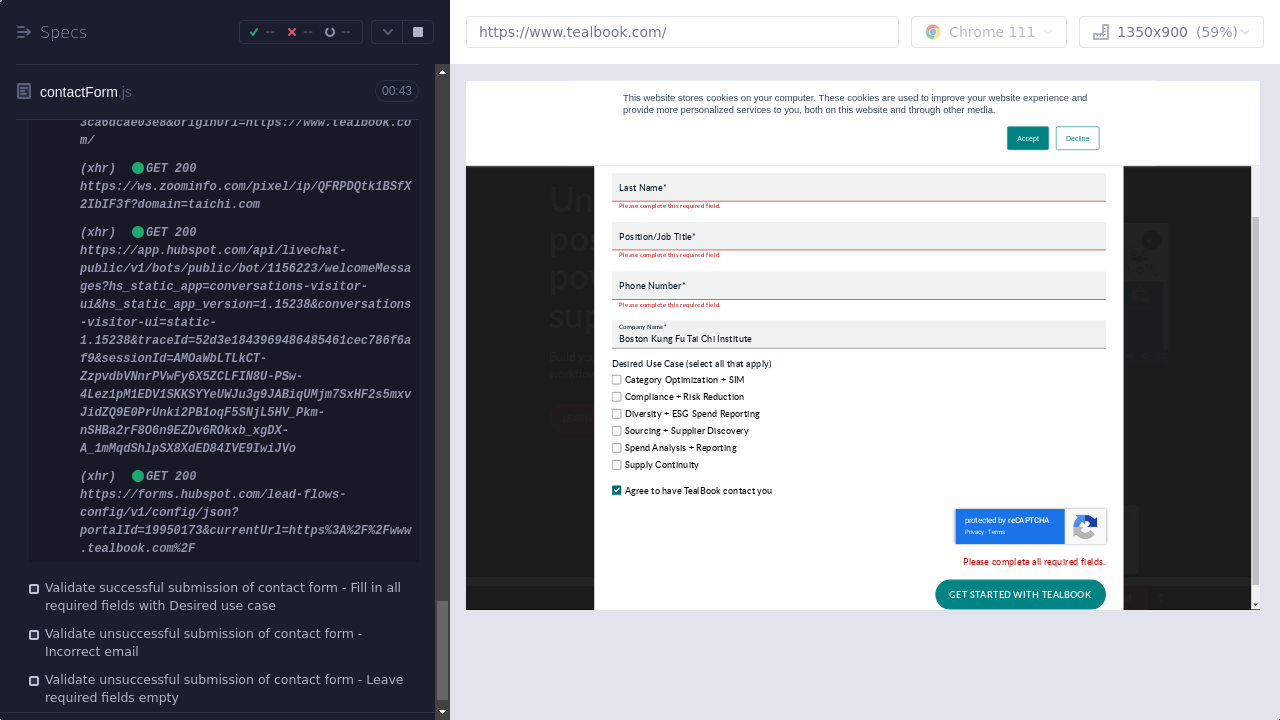 Specs
--
--
--
https://www.tealbook.com/
Chrome 111
1350x900 (59%)
contactForm.js
00:43
3ca6dcae03e8&originUrl=https://www.tealbook.co
m/
(xhr) GET 200
https://ws.zoominfo.com/pixel/ip/QFRPDQtk1BSfX
2IbIF3f?domain=taichi.com
(xhr) GET 200
https://app.hubspot.com/api/livechat-
public/v1/bots/public/bot/1156223/welcomeMessa
ges?hs_static_app=conversations-visitor-
ui&hs_static_app_version=1.15238&conversations
-visitor-ui=static-
1.15238&traceId=52d3e1843969486485461cec786f6a
f9&sessionId=AMOaWbLTLkCT-
ZzpvdbVNnrPVwFy6X5ZCLFIN8U-PSw-
4Lez1pM1EDV1SKKSYYeUWJu3g9JABiqUMjm7SxHF2s5mxv
JidZQ9E0PrUnki2PB1oqF5SNjL5HV_Pkm-
nSHBa2rF8O6n9EZDv6ROkxb_xgDX-
A_1mMqdShlpSX8XdED84IVE9IwiJVo
(xhr) GET 200
https://forms.hubspot.com/lead-flows-
config/v1/config/json?
portalId=19950173&currentUrl=https%3A%2F%2Fwww
.tealbook.com%2F
Validate successful submission of contact form - Fill in all
required fields with Desired use case
Validate unsuccessful submission of contact form -
Incorrect email
Validate unsuccessful submission of contact form - Leave
required fields empty
This website stores cookies on your computer. These cookies are used to improve your website experience and
provide more personalized services to you, both on this website and through other media.
Accept
Decline
Last Name*
Please complete this required field.
Position/Job Title*
Please complete this required field.
Phone Number*
Please complete this required field.
Company Name*
Boston Kung Fu Tai Chi Institute
Desired Use Case (select all that apply)
Category Optimization + SIM
Compliance + Risk Reduction
Diversity + ESG Spend Reporting
Sourcing + Supplier Discovery
Spend Analysis + Reporting
Supply Continuity
Agree to have TealBook contact you
protected by reCAPTCHA
Privacy - Terms
Please complete all required fields.
GET STARTED WITH TEALBOOK